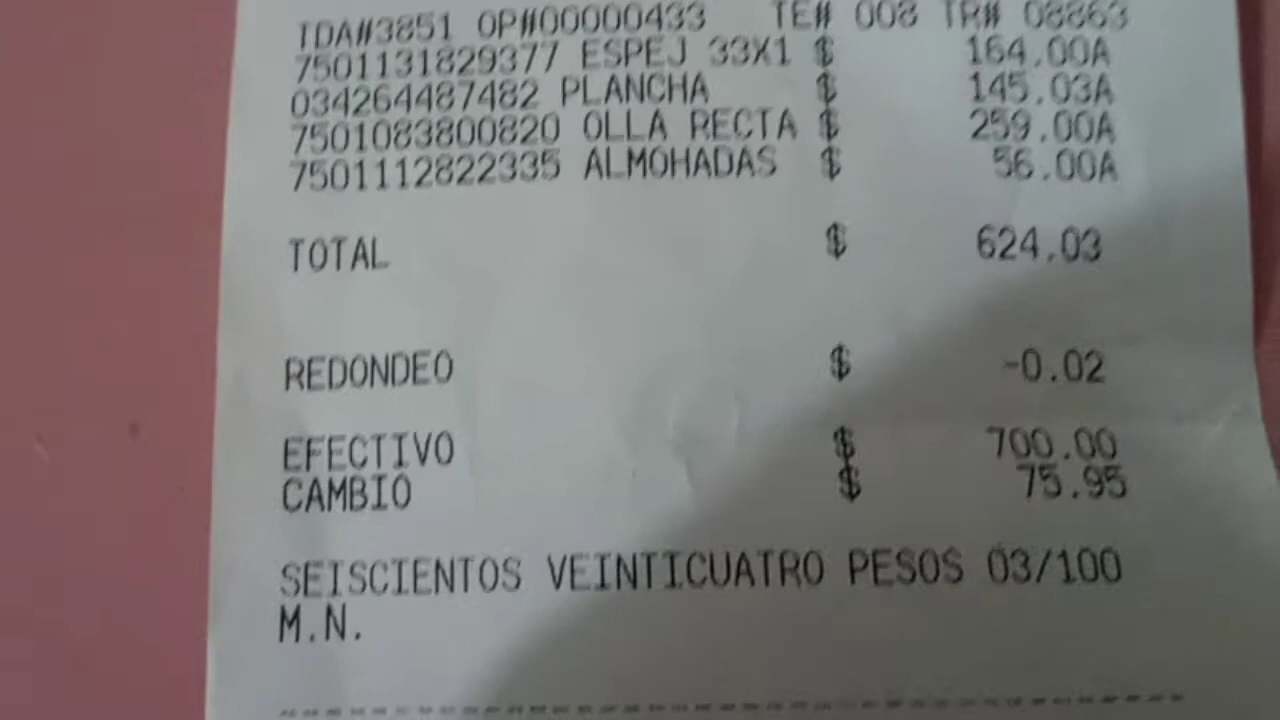 TDA#3851 OP#00000433 TE# 008 TR# 08863
7501131829377 ESPEJ 33X1 $ 164.00A
034264487482 PLANCHA $ 145.03A
7501083800820 OLLA RECTA $ 259.00A
7501112822335 ALMOHADAS $ 56.00A
TOTAL $ 624.03
REDONDEO $ -0.02
EFECTIVO $ 700.00
CAMBIO $ 75.95
SEISCIENTOS VEINTICUATRO PESOS 03/100
M.N.